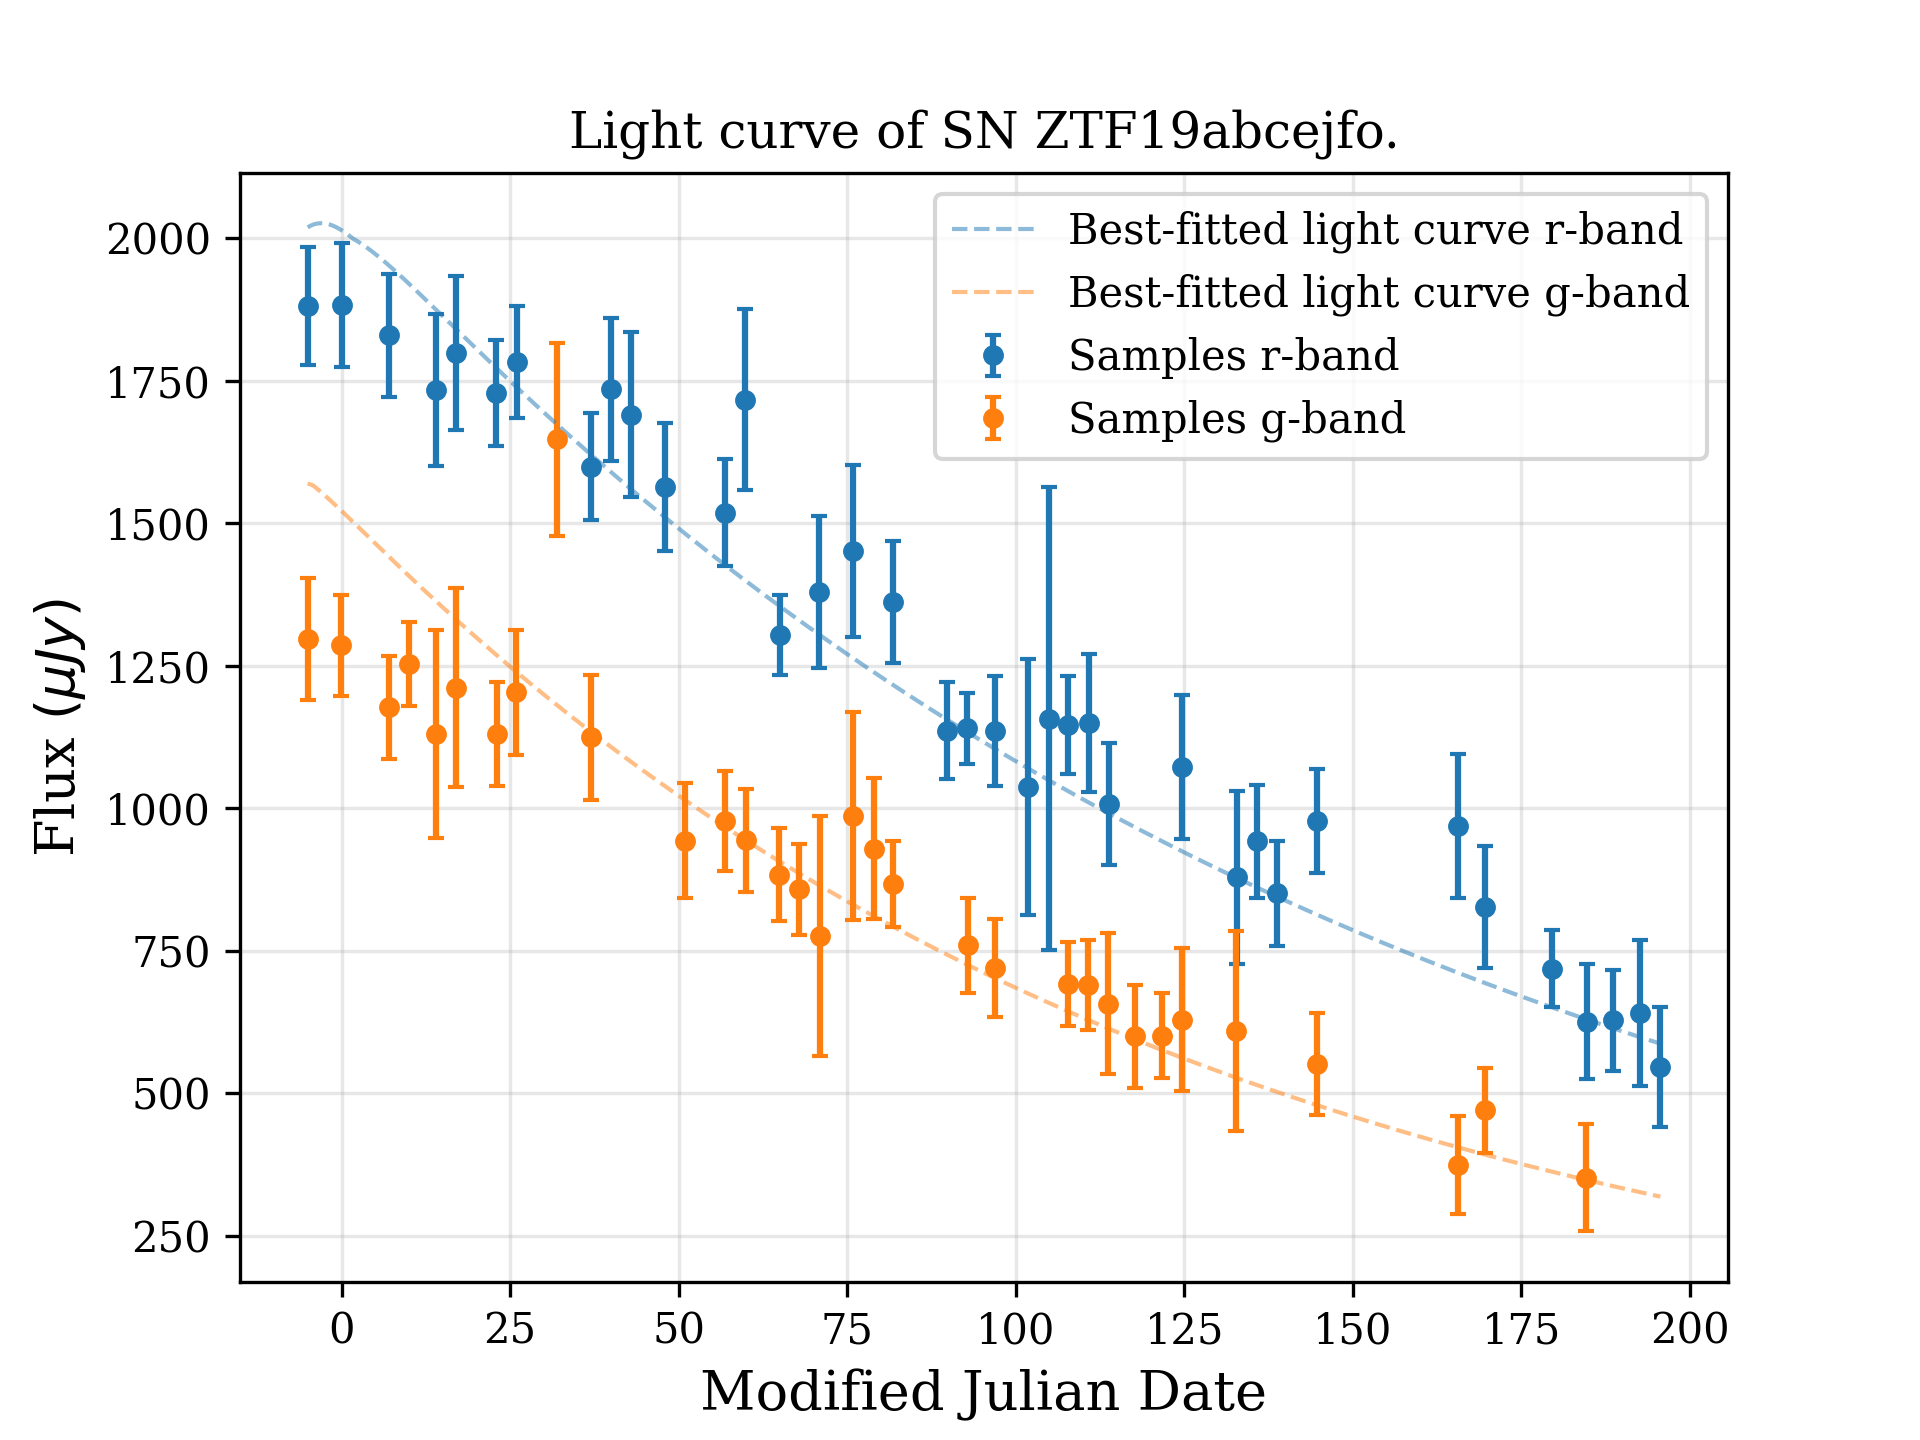 Light curve of SN ZTF19abcejfo.
Best-fitted light curve r-band
Best-fitted light curve g-band
Samples r-band
Samples g-band
Flux (μJy)
2000
1750
1500
1250
1000
750
500
250
0 25 50 75 100 125 150 175 200
Modified Julian Date